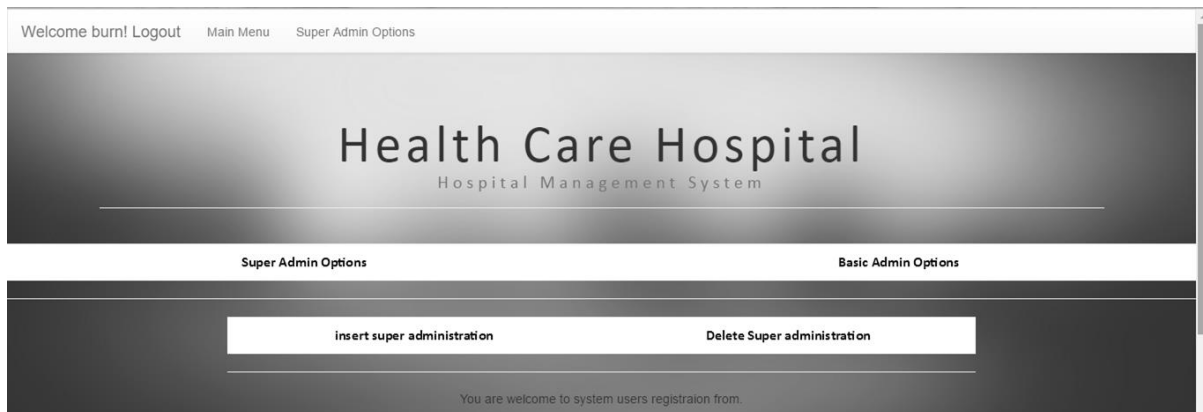 Welcome burn! Logout Main Menu Super Admin Options
Health Care Hospital
Hospital Management System
Super Admin Options Basic Admin Options
insert super administration Delete Super administration
You are welcome to system users registraion from.